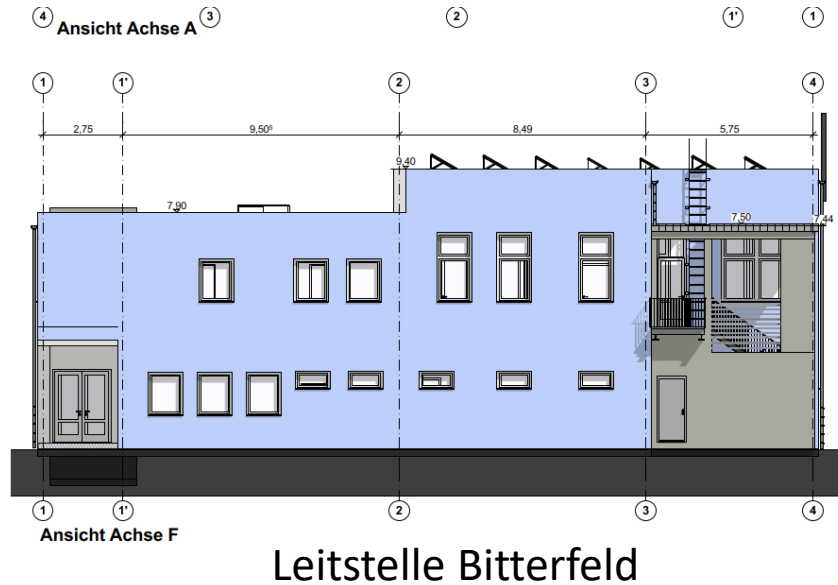 4 3 2 1' 1
Ansicht Achse A
1 1' 2 3 4
2,75 9,50⁵ 8,49 5,75
9,40
7,90 7,50 7,44
1 1' 2 3 4
Ansicht Achse F
Leitstelle Bitterfeld